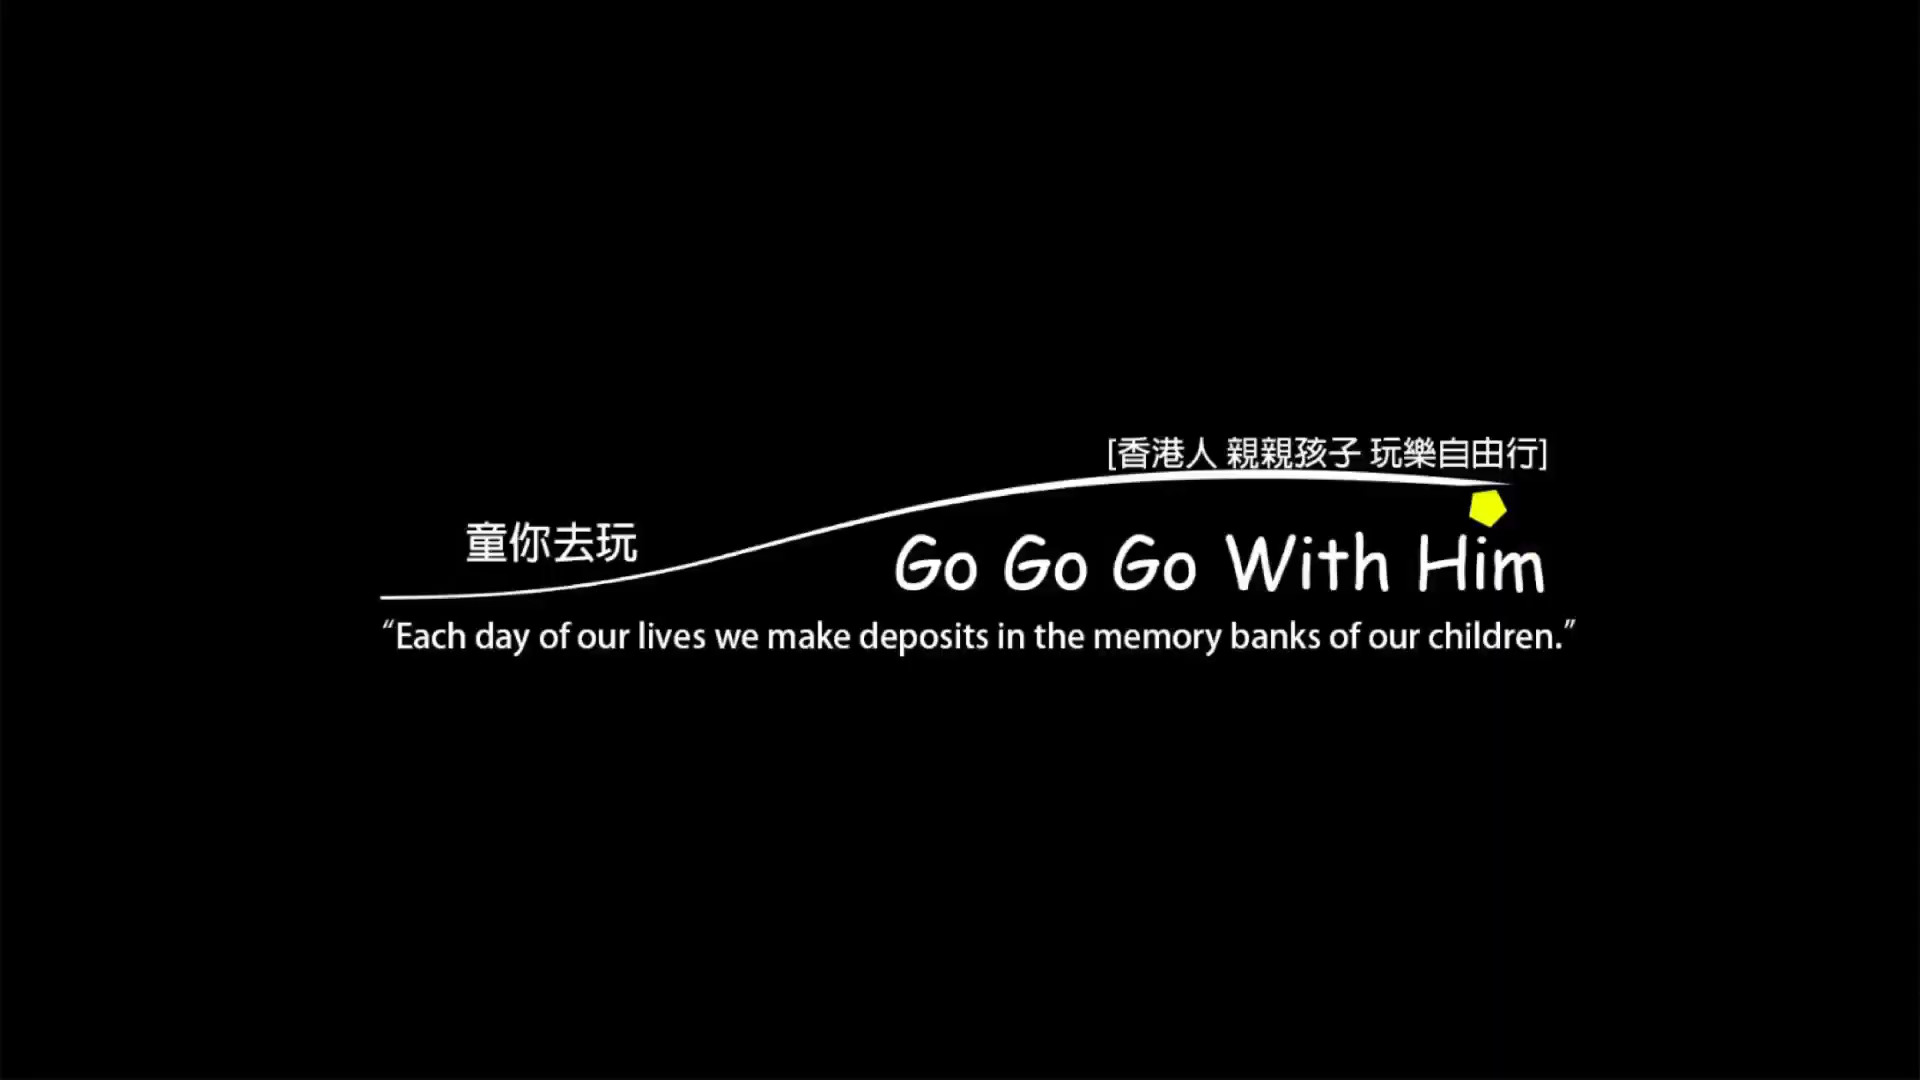 [香港人 親親孩子 玩樂自由行]
童你去玩
Go Go Go With Him
“Each day of our lives we make deposits in the memory banks of our children.”